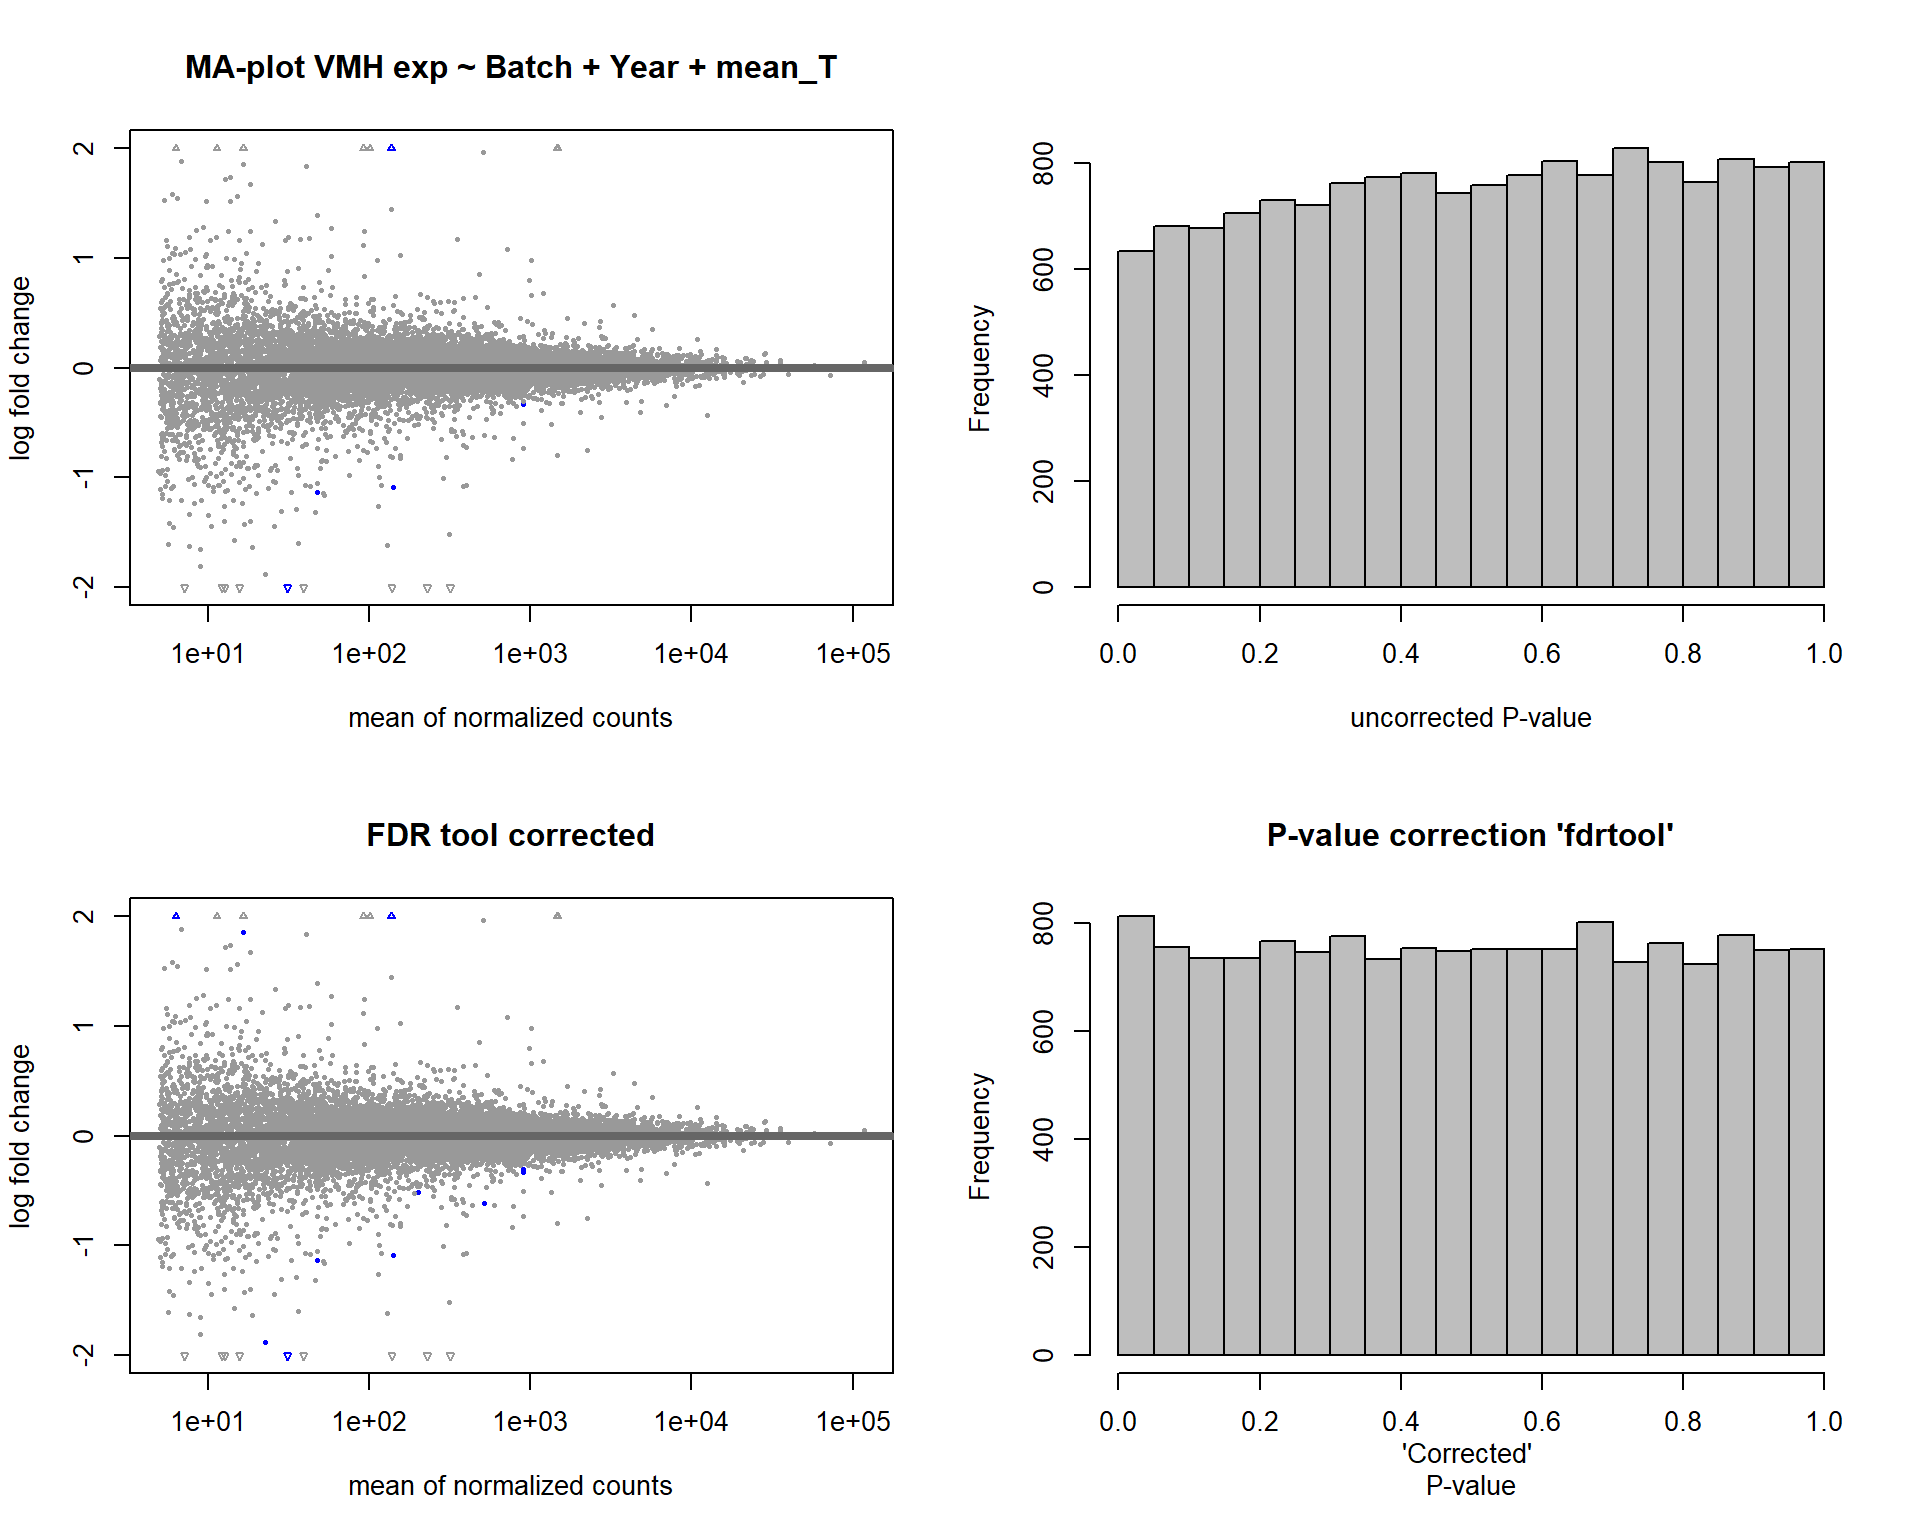 MA-plot VMH exp ~ Batch + Year + mean_T
log fold change
2
1
0
-1
-2
1e+01 1e+02 1e+03 1e+04 1e+05
mean of normalized counts
Frequency
800
600
400
200
0
0.0 0.2 0.4 0.6 0.8 1.0
uncorrected P-value
FDR tool corrected
log fold change
2
1
0
-1
-2
1e+01 1e+02 1e+03 1e+04 1e+05
mean of normalized counts
P-value correction 'fdrtool'
Frequency
800
600
400
200
0
0.0 0.2 0.4 0.6 0.8 1.0
'Corrected'
P-value